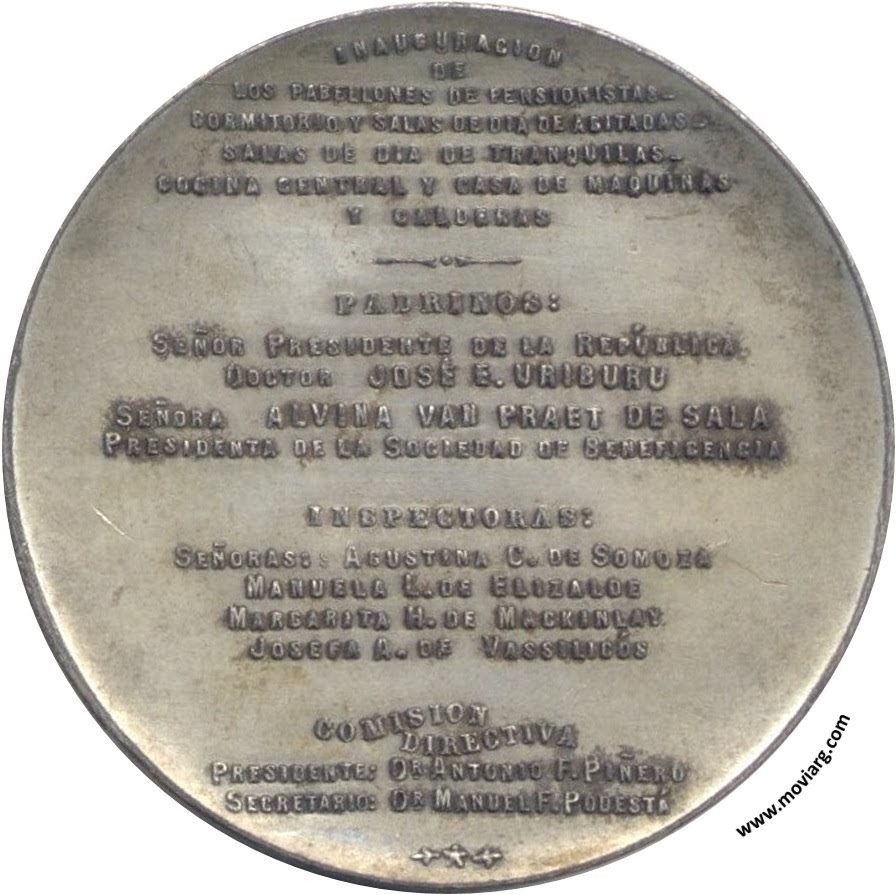 INAUGURACION
DE
LOS PABELLONES DE PENSIONISTAS-
DORMITORIO Y SALAS DE DIA DE AGITADAS-
SALAS DE DIA DE TRANQUILAS-
COCINA CENTRAL Y CASA DE MAQUINAS
Y CALDERAS
PADRINOS:
SEÑOR PRESIDENTE DE LA REPÚBLICA,
DOCTOR JOSÉ E. URIBURU
SEÑORA ALVINA VAN PRAET DE SALA
PRESIDENTA DE LA SOCIEDAD DE BENEFICENCIA
INSPECTORAS:
SEÑORAS: AGUSTINA C. DE SOMOZA
MANUELA L. DE ELIZALDE
MARGARITA H. DE MACKINLAY
JOSEFA A. DE VASSILICÓS
COMISION
DIRECTIVA
PRESIDENTE: DR ANTONIO F. PIÑERO
SECRETARIO: DR MANUEL F. PODESTÁ
www.moviarg.com